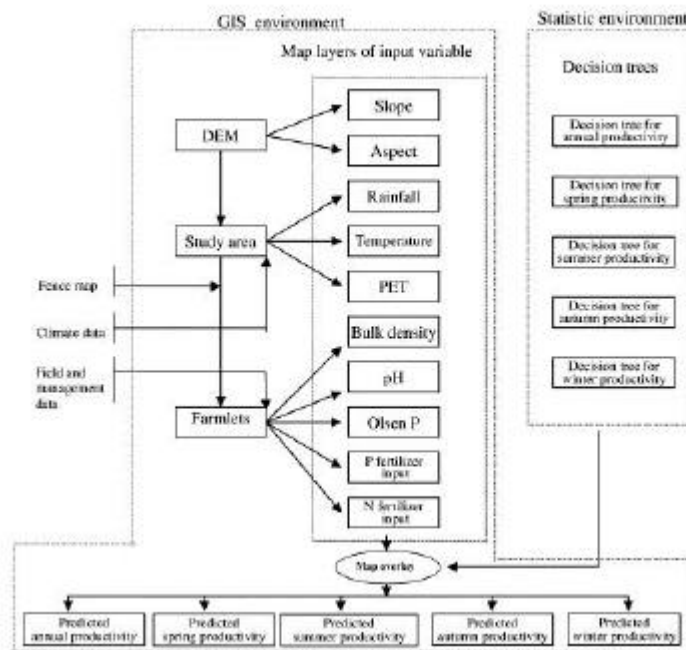 GIS environment
Statistic environment
Map layers of input variable
Decision trees
DEM
Slope
Aspect
Study area
Rainfall
Temperature
PET
Fence map
Climate data
Field and
management
data
Farmlets
Bulk density
pH
Olsen P
P fertilizer
input
N fertilizer
input
Decision tree for
annual productivity
Decision tree for
spring productivity
Decision tree for
summer productivity
Decision tree for
autumn productivity
Decision tree for
winter productivity
Map overlay
Predicted
annual productivity
Predicted
spring productivity
Predicted
summer productivity
Predicted
autumn productivity
Predicted
winter productivity